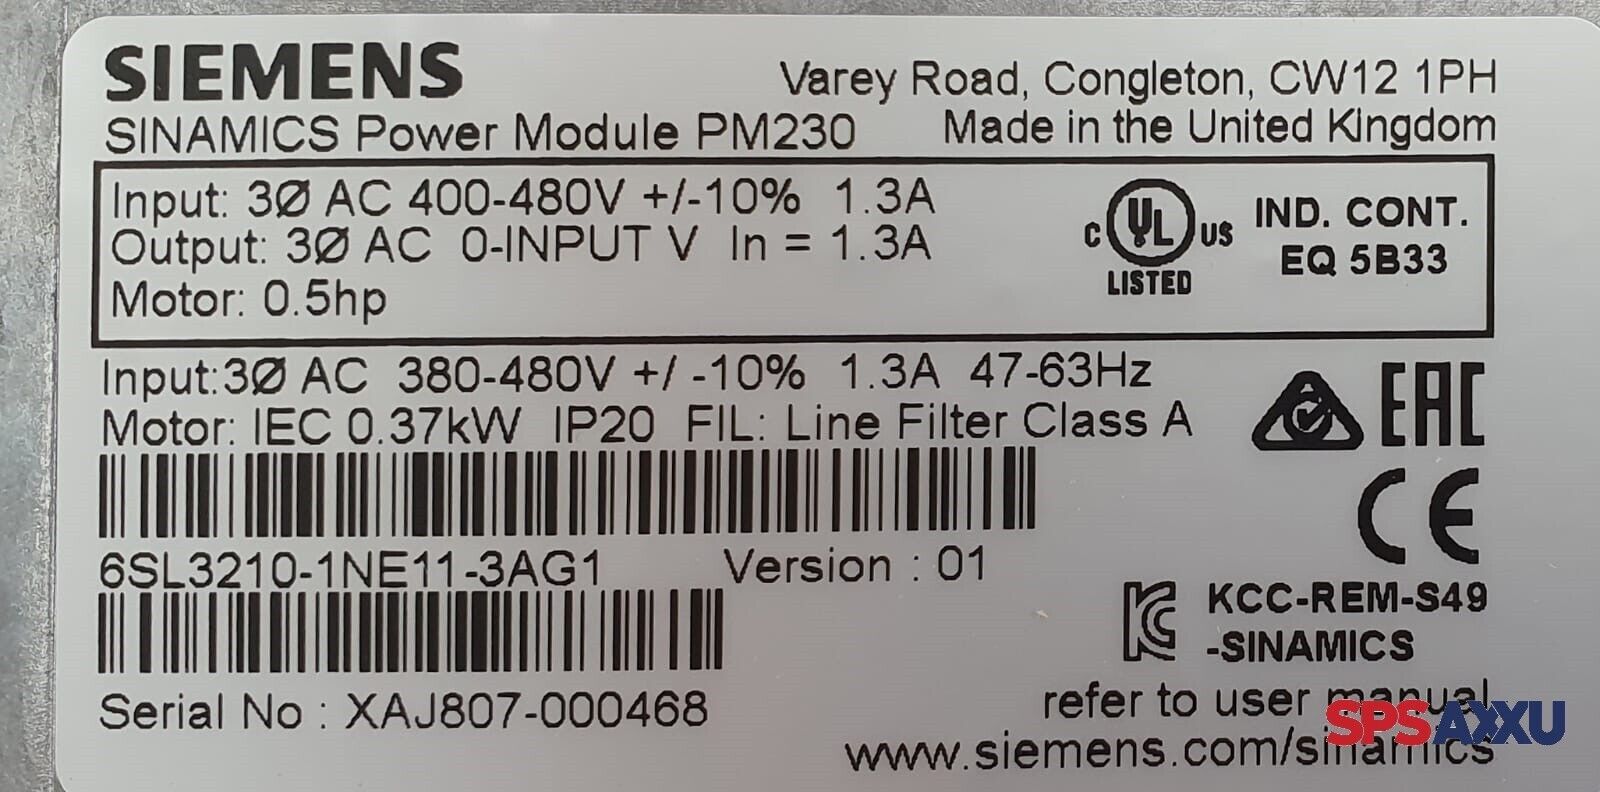 SIEMENS
Varey Road, Congleton, CW12 1PH
SINAMICS Power Module PM230
Made in the United Kingdom
Input: 3Ø AC 400-480V +/-10% 1.3A
Output: 3Ø AC 0-INPUT V In = 1.3A
Motor: 0.5hp
C UL US
LISTED
IND. CONT.
EQ 5B33
Input:3Ø AC 380-480V +/ -10% 1.3A 47-63Hz
Motor: IEC 0.37kW IP20 FIL: Line Filter Class A
EAC
CE
6SL3210-1NE11-3AG1 Version : 01
KCC-REM-S49
-SINAMICS
Serial No : XAJ807-000468
refer to user manual
www.siemens.com/sinamics
SPSAXXU